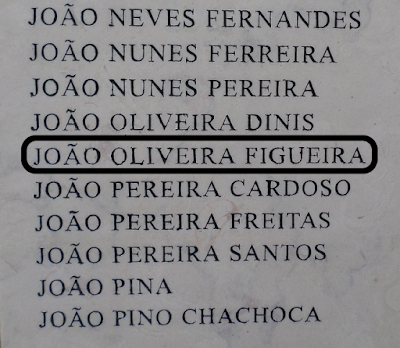 JOÃO NEVES FERNANDES
JOÃO NUNES FERREIRA
JOÃO NUNES PEREIRA
JOÃO OLIVEIRA DINIS
JOÃO OLIVEIRA FIGUEIRA
JOÃO PEREIRA CARDOSO
JOÃO PEREIRA FREITAS
JOÃO PEREIRA SANTOS
JOÃO PINA
JOÃO PINO CHACHOCA